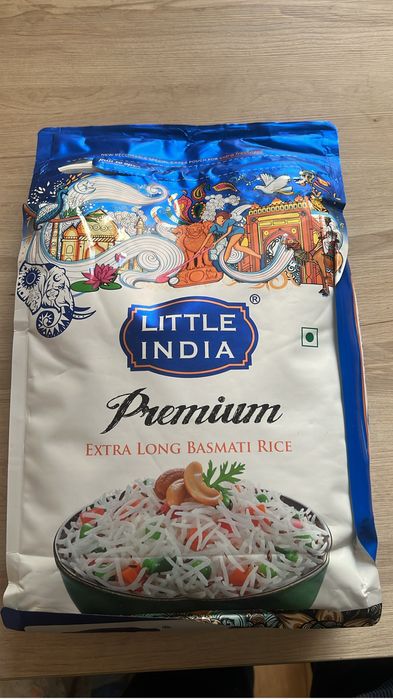 LITTLE
INDIA
®
Premium
EXTRA LONG BASMATI RICE